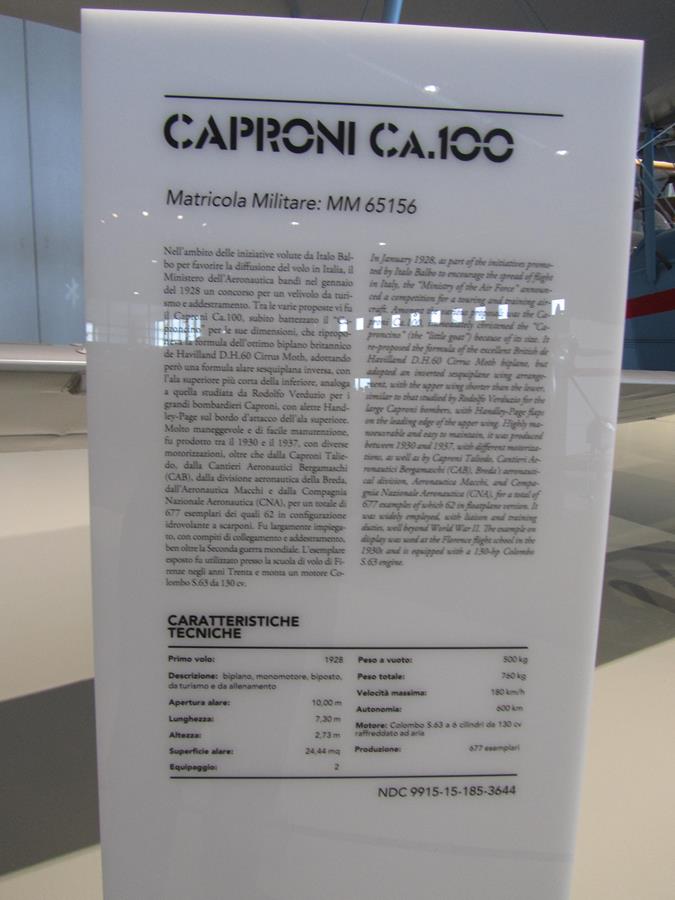 CAPRONI CA.100
Matricola Militare: MM 65156
Nell'ambito delle iniziative volute da Italo Bal-
bo per favorire la diffusione del volo in Italia, il
Ministero dell'Aeronautica bandì nel gennaio
del 1928 un concorso per un velivolo da turi-
smo e addestramento. Tra le varie proposte vi fu
il Caproni Ca.100, subito battezzato il "Ca-
proncino" per le sue dimensioni, che ripropo-
neva la formula dell'ottimo biplano britannico
de Havilland D.H.60 Cirrus Moth, adottando
però una formula alare sesquiplana inversa, con
l'ala superiore più corta della inferiore, analoga
a quella studiata da Rodolfo Verduzio per i
grandi bombardieri Caproni, con alette Hand-
ley-Page sul bordo d'attacco dell'ala superiore.
Molto maneggevole e di facile manutenzione,
fu prodotto tra il 1930 e il 1937, con diverse
motorizzazioni, oltre che dalla Caproni Talie-
do, dalla Cantieri Aeronautici Bergamaschi
(CAB), dalla divisione aeronautica della Breda,
dall'Aeronautica Macchi e dalla Compagnia
Nazionale Aeronautica (CNA), per un totale di
677 esemplari dei quali 62 in configurazione
idrovolante a scarponi. Fu largamente impiega-
to, con compiti di collegamento e addestramento,
ben oltre la Seconda guerra mondiale. L'esemplare
esposto fu utilizzato presso la scuola di volo di Fi-
renze negli anni Trenta e monta un motore Co-
lombo S.63 da 130 cv.
In January 1928, as part of the initiatives promo-
ted by Italo Balbo to encourage the spread of flight
in Italy, the "Ministry of the Air Force" announ-
ced a competition for a touring and training air-
craft. Amongst the various proposals was the Ca-
proni Ca.100, immediately christened the "Ca-
proncino" (the "little goat") because of its size. It
re-proposed the formula of the excellent British de
Havilland D.H.60 Cirrus Moth biplane, but
adopted an inverted sesquiplane wing arrange-
ment, with the upper wing shorter than the lower,
similar to that studied by Rodolfo Verduzio for the
large Caproni bombers, with Handley-Page flaps
on the leading edge of the upper wing. Highly ma-
noeuvrable and easy to maintain, it was produced
between 1930 and 1937, with different motoriza-
tions, as well as by Caproni Taliedo, Cantieri Ae-
ronautici Bergamaschi (CAB), Breda's aeronauti-
cal division, Aeronautica Macchi, and Compa-
gnia Nazionale Aeronautica (CNA), for a total of
677 examples of which 62 in floatplane version. It
was widely employed, with liaison and training
duties, well beyond World War II. The example on
display was used at the Florence flight school in the
1930s and is equipped with a 130-hp Colombo
S.63 engine.
CARATTERISTICHE
TECNICHE
Primo volo: 1928
Descrizione: biplano, monomotore, biposto,
da turismo e da allenamento
Apertura alare: 10,00 m
Lunghezza: 7,30 m
Altezza: 2,73 m
Superficie alare: 24,44 mq
Equipaggio: 2
Peso a vuoto: 500 kg
Peso totale: 760 kg
Velocità massima: 180 km/h
Autonomia: 600 km
Motore: Colombo S.63 a 6 cilindri da 130 cv
raffreddato ad aria
Produzione: 677 esemplari
NDC 9915-15-185-3644